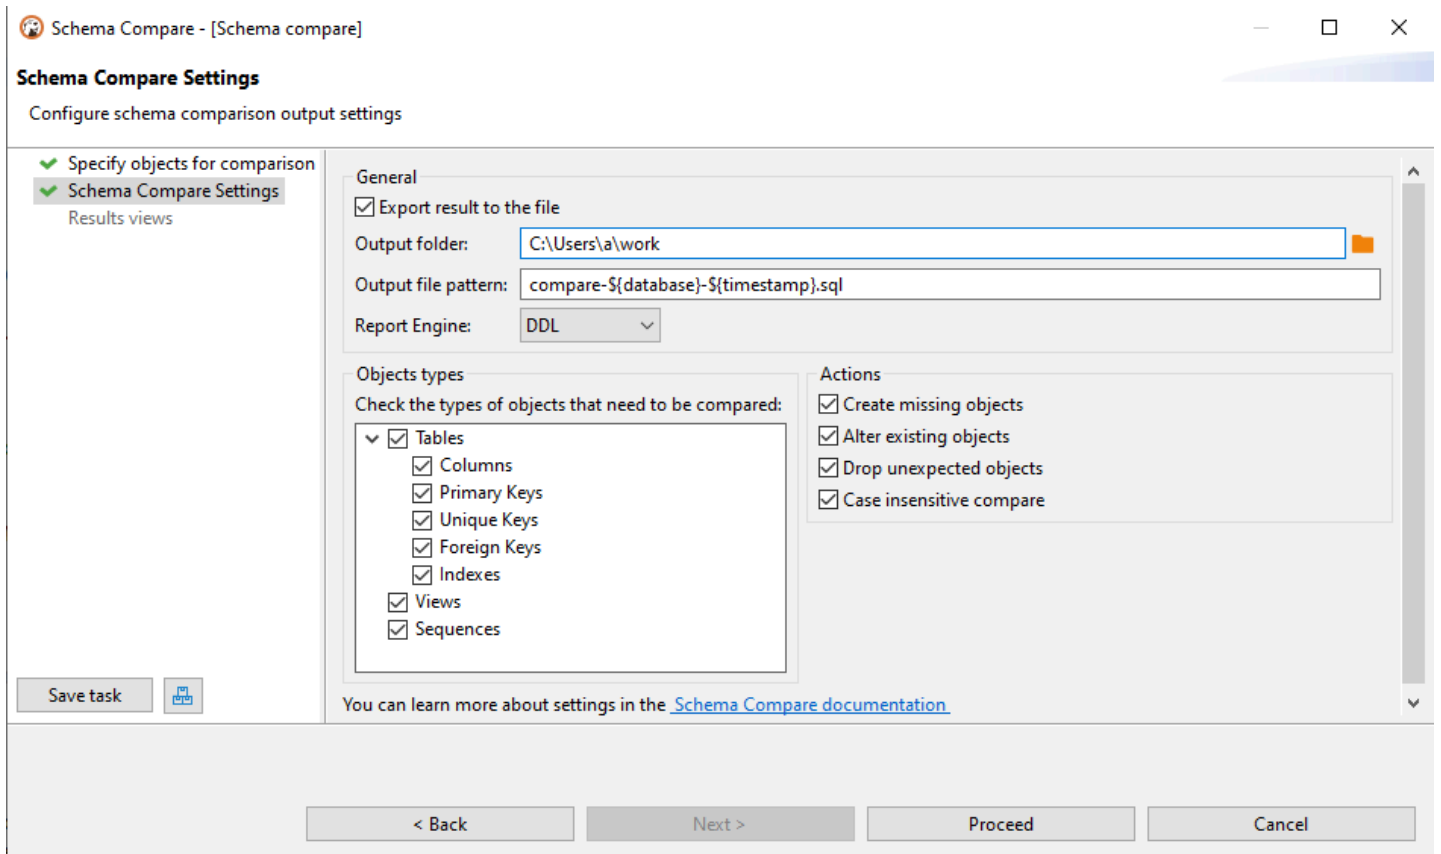 Schema Compare - [Schema compare]
Schema Compare Settings
Configure schema comparison output settings
Specify objects for comparison
Schema Compare Settings
Results views
General
Export result to the file
Output folder: C:\Users\a\work
Output file pattern: compare-${database}-${timestamp}.sql
Report Engine: DDL
Objects types
Check the types of objects that need to be compared:
Tables
Columns
Primary Keys
Unique Keys
Foreign Keys
Indexes
Views
Sequences
Actions
Create missing objects
Alter existing objects
Drop unexpected objects
Case insensitive compare
Save task
You can learn more about settings in the Schema Compare documentation
< Back
Next >
Proceed
Cancel